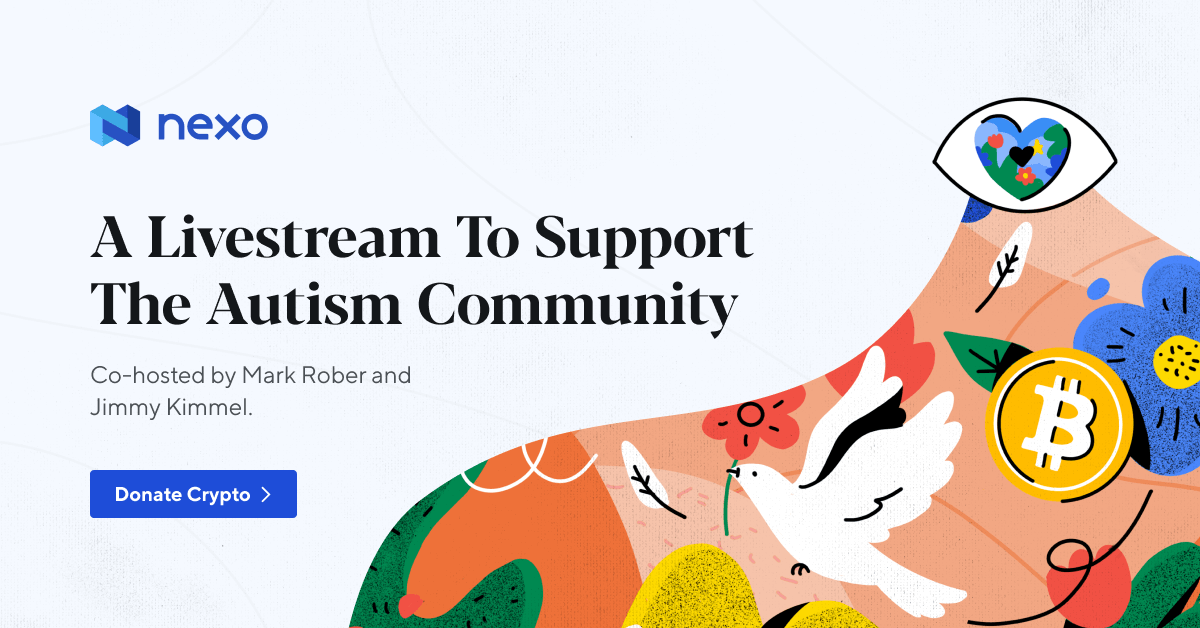 nexo
A Livestream To Support
The Autism Community
Co-hosted by Mark Rober and
Jimmy Kimmel.
Donate Crypto